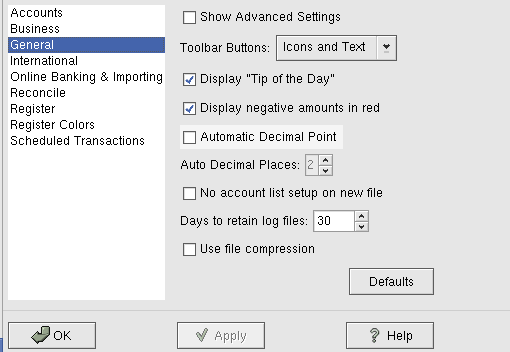 Accounts
Business
General
International
Online Banking & Importing
Reconcile
Register
Register Colors
Scheduled Transactions
Show Advanced Settings
Toolbar Buttons: Icons and Text
Display "Tip of the Day"
Display negative amounts in red
Automatic Decimal Point
Auto Decimal Places: 2
No account list setup on new file
Days to retain log files: 30
Use file compression
Defaults
OK
Apply
Help